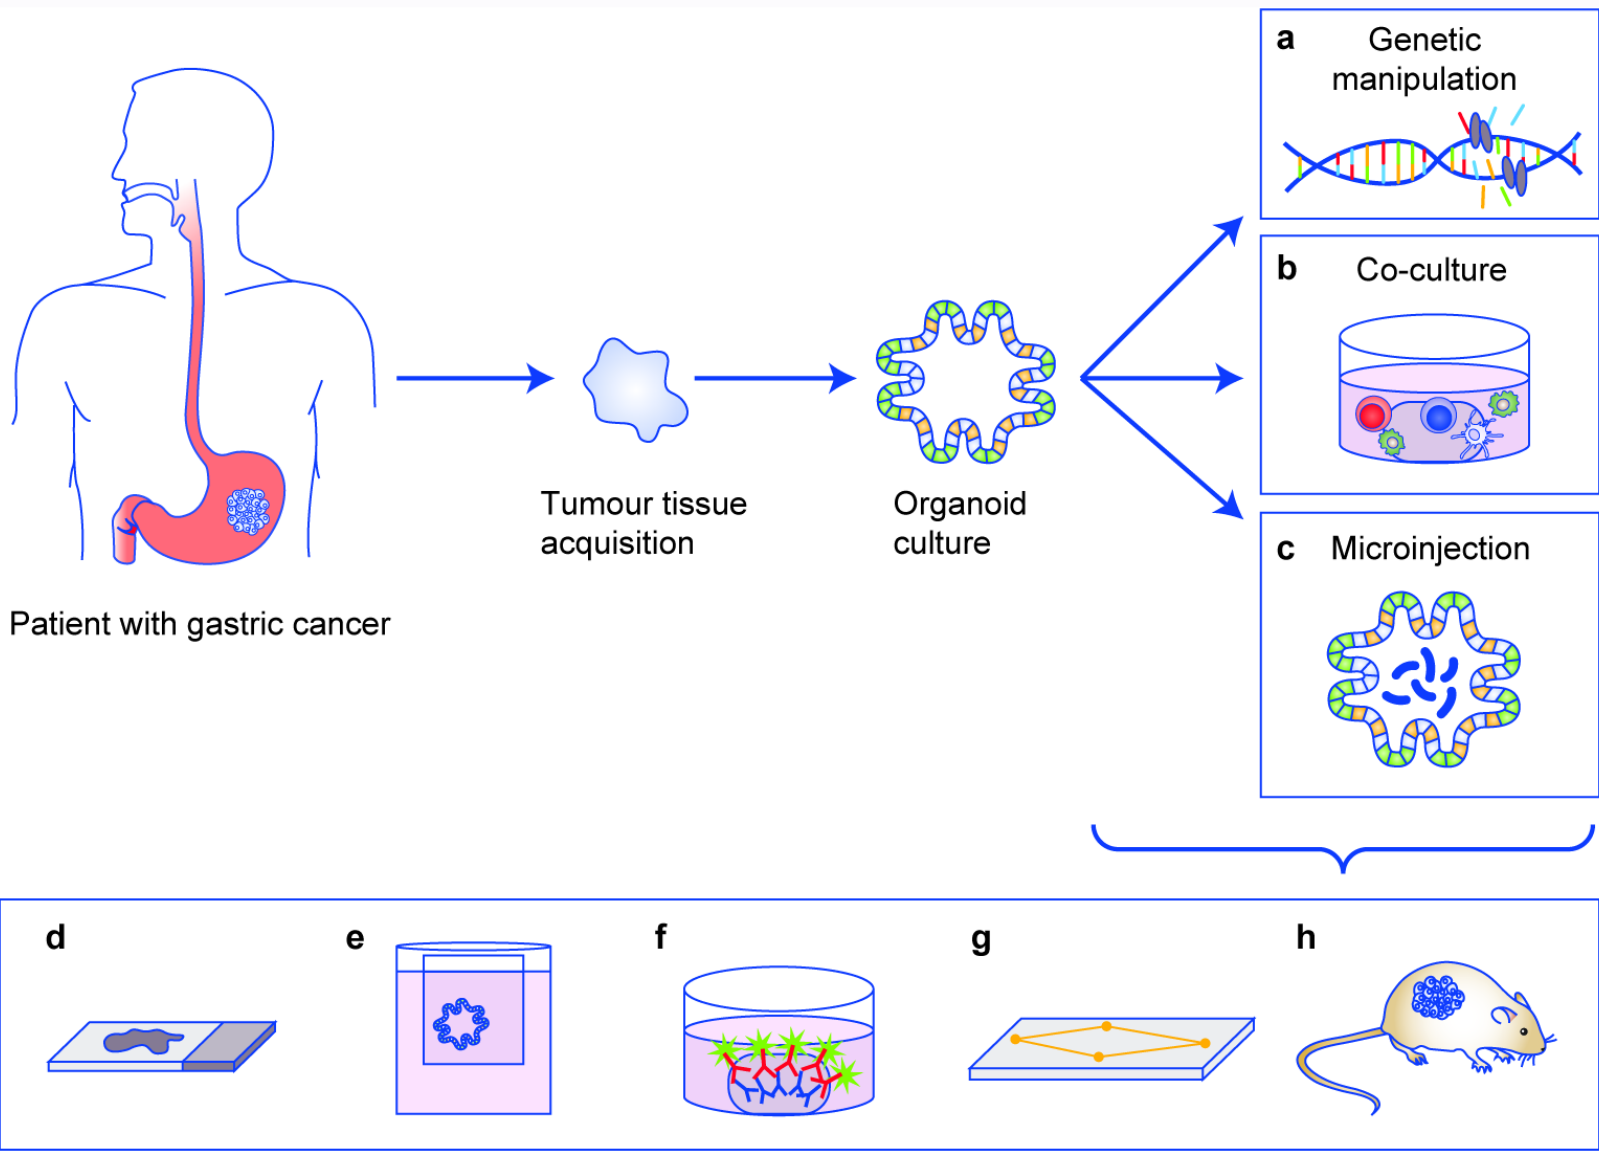 a Genetic
manipulation
b Co-culture
Tumour tissue
acquisition
Organoid
culture
c Microinjection
Patient with gastric cancer
d
e
f
g
h